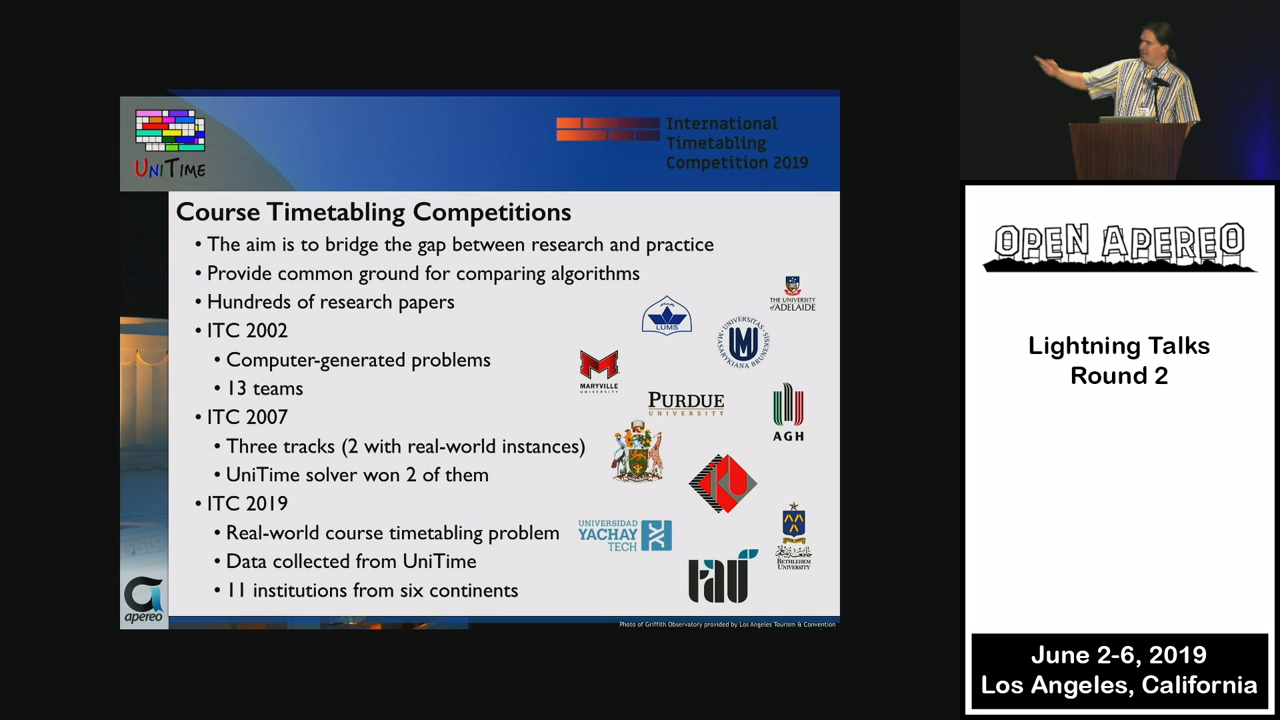 UniTime
International
Timetabling
Competition 2019
Course Timetabling Competitions
• The aim is to bridge the gap between research and practice
• Provide common ground for comparing algorithms
• Hundreds of research papers
• ITC 2002
• Computer-generated problems
• 13 teams
• ITC 2007
• Three tracks (2 with real-world instances)
• UniTime solver won 2 of them
• ITC 2019
• Real-world course timetabling problem
• Data collected from UniTime
• 11 institutions from six continents
THE UNIVERSITY
of ADELAIDE
LUMS
UNIVERSITAS MASARYKIANA BRUNENSIS
MARYVILLE
UNIVERSITY
PURDUE
UNIVERSITY
AGH
UNIVERSIDAD
YACHAY
TECH
BETHLEHEM
UNIVERSITY
tau
apereo
Photo of Griffith Observatory provided by Los Angeles Tourism & Convention
OPEN APEREO
Lightning Talks
Round 2
June 2-6, 2019
Los Angeles, California